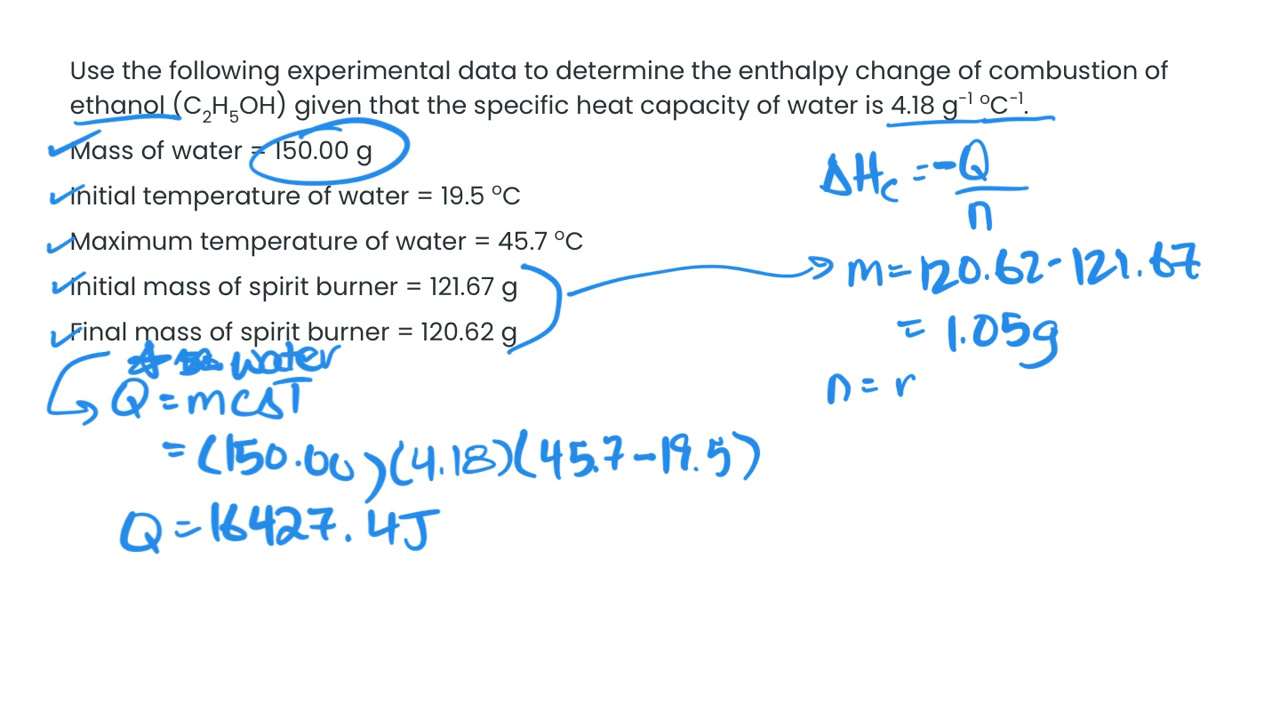 Use the following experimental data to determine the enthalpy change of combustion of
ethanol (C₂H₅OH) given that the specific heat capacity of water is 4.18 g⁻¹ °C⁻¹.
Mass of water = 150.00 g
Initial temperature of water = 19.5 °C
Maximum temperature of water = 45.7 °C
Initial mass of spirit burner = 121.67 g
Final mass of spirit burner = 120.62 g
water
Q = mcΔT
= (150.00)(4.18)(45.7-19.5)
Q = 16427.4J
ΔHc = -Q
n
m = 120.62 - 121.67
= 1.05g
n = r